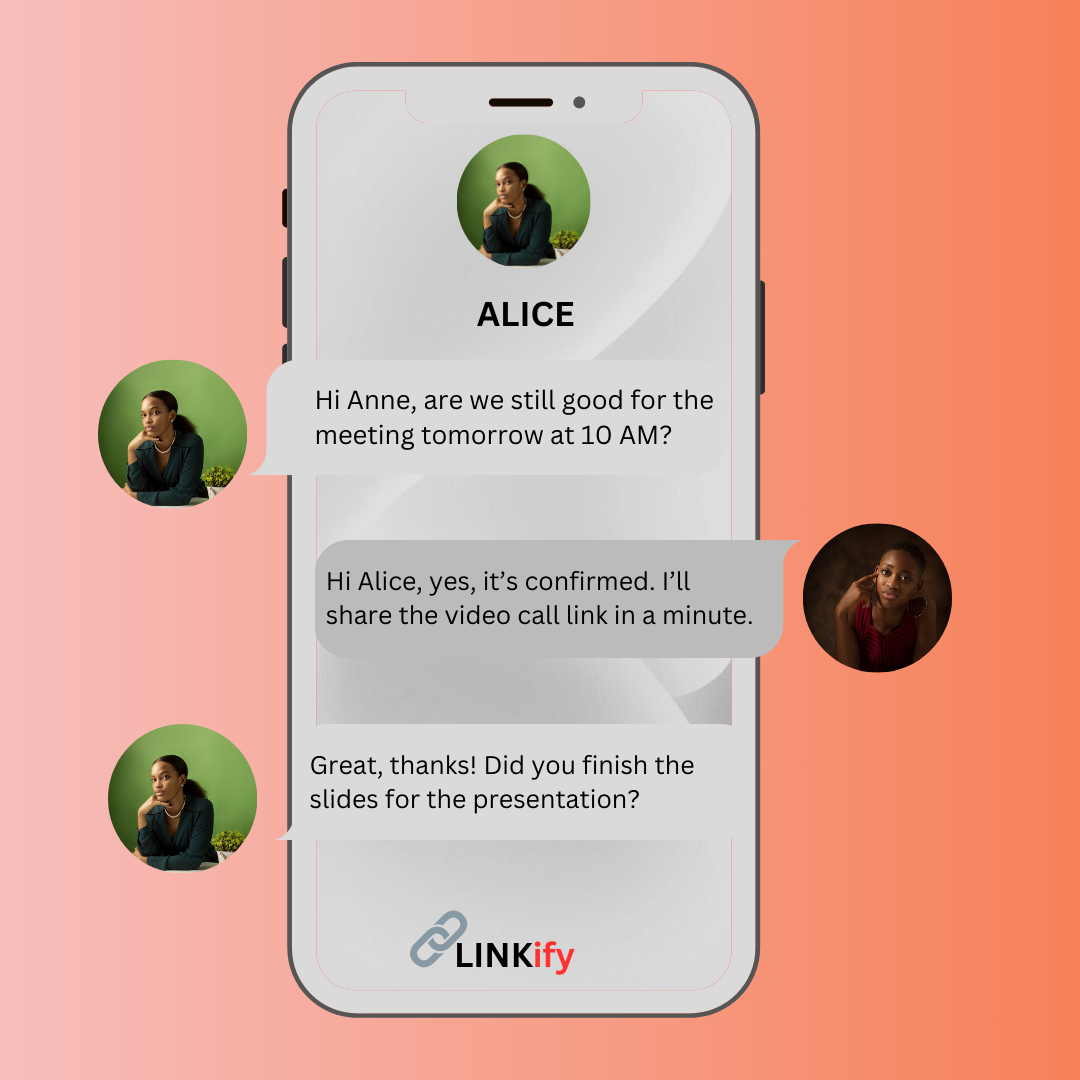 ALICE
Hi Anne, are we still good for the
meeting tomorrow at 10 AM?
Hi Alice, yes, it’s confirmed. I’ll
share the video call link in a minute.
Great, thanks! Did you finish the
slides for the presentation?
LINKify